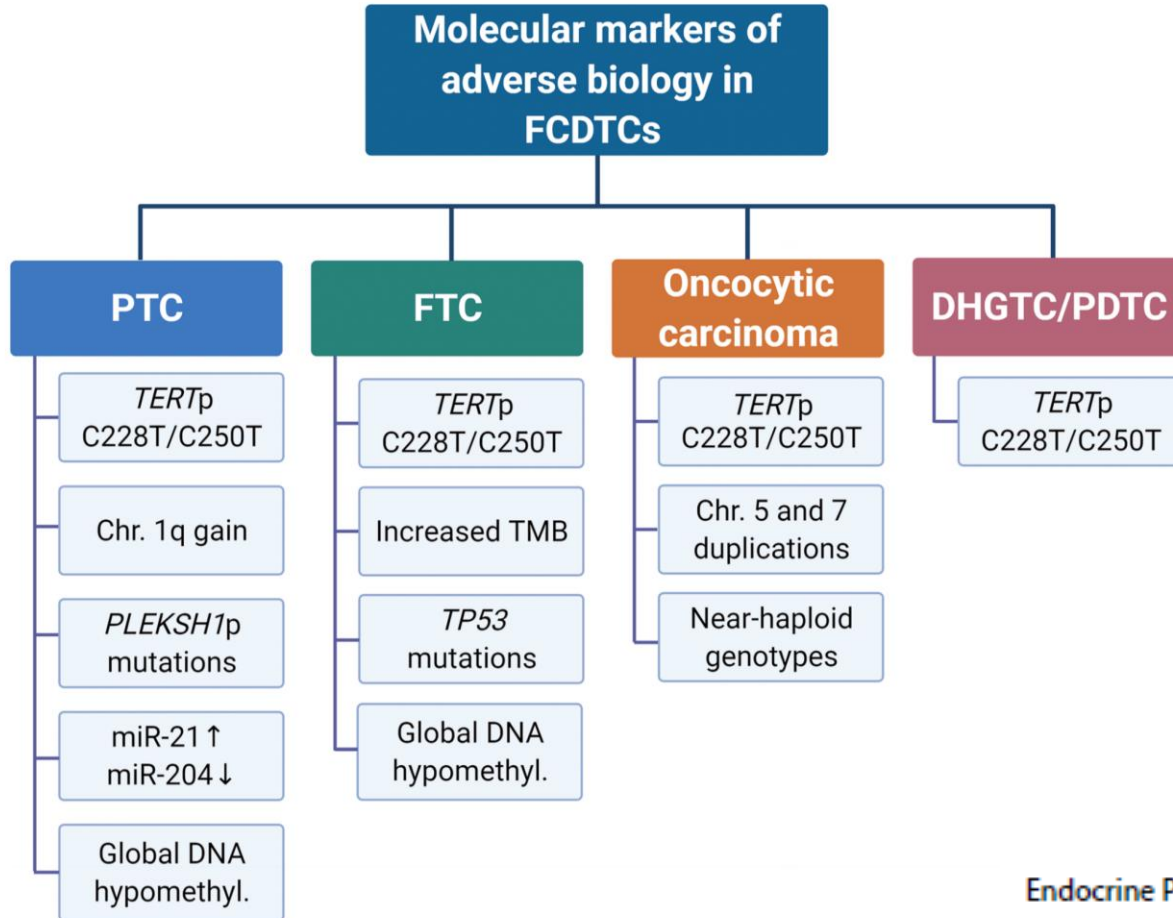 Molecular markers of
adverse biology in
FCDTCs
PTC
FTC
Oncocytic
carcinoma
DHGTC/PDTC
TERTp
C228T/C250T
Chr. 1q gain
PLEKSH1p
mutations
miR-21↑
miR-204↓
Global DNA
hypomethyl.
TERTp
C228T/C250T
Increased TMB
TP53
mutations
Global DNA
hypomethyl.
TERTp
C228T/C250T
Chr. 5 and 7
duplications
Near-haploid
genotypes
TERTp
C228T/C250T
Endocrine